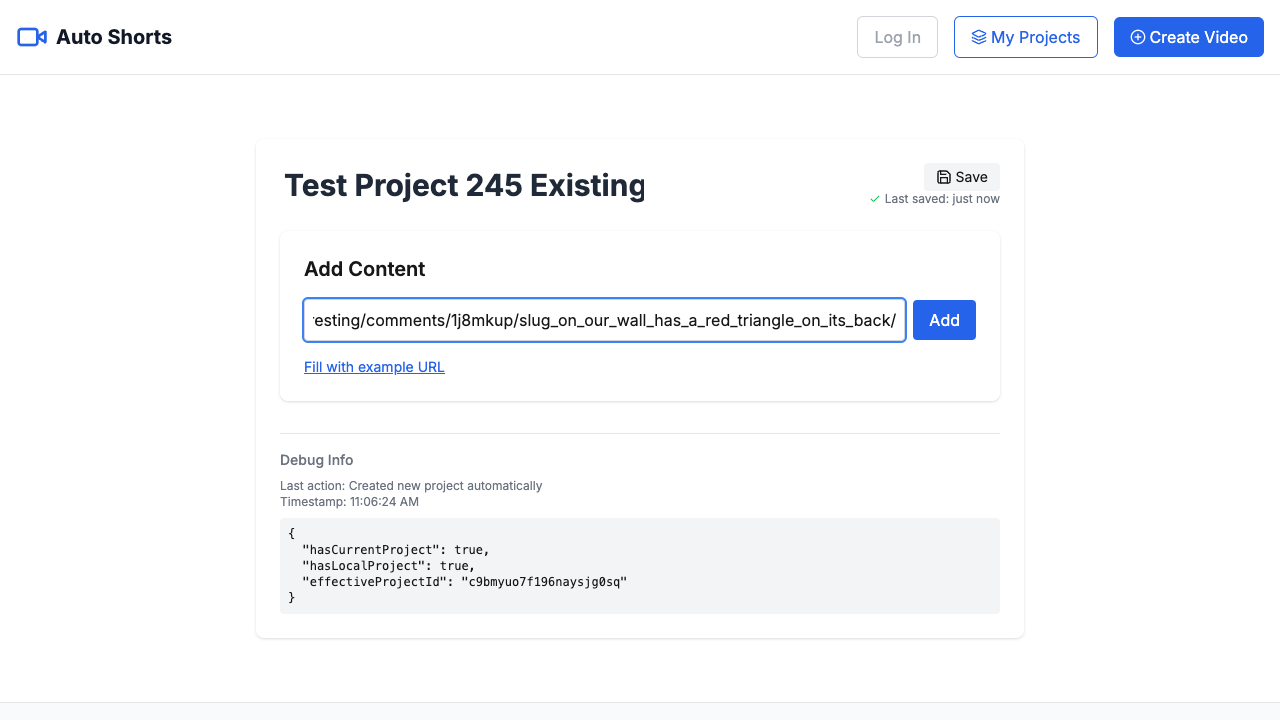 Auto Shorts
Log In
My Projects
Create Video
Test Project 245 Existing
Save
Last saved: just now
Add Content
esting/comments/1j8mkup/slug_on_our_wall_has_a_red_triangle_on_its_back/
Add
Fill with example URL
Debug Info
Last action: Created new project automatically
Timestamp: 11:06:24 AM
{
"hasCurrentProject": true,
"hasLocalProject": true,
"effectiveProjectId": "c9bmyuo7f196naysjg0sq"
}